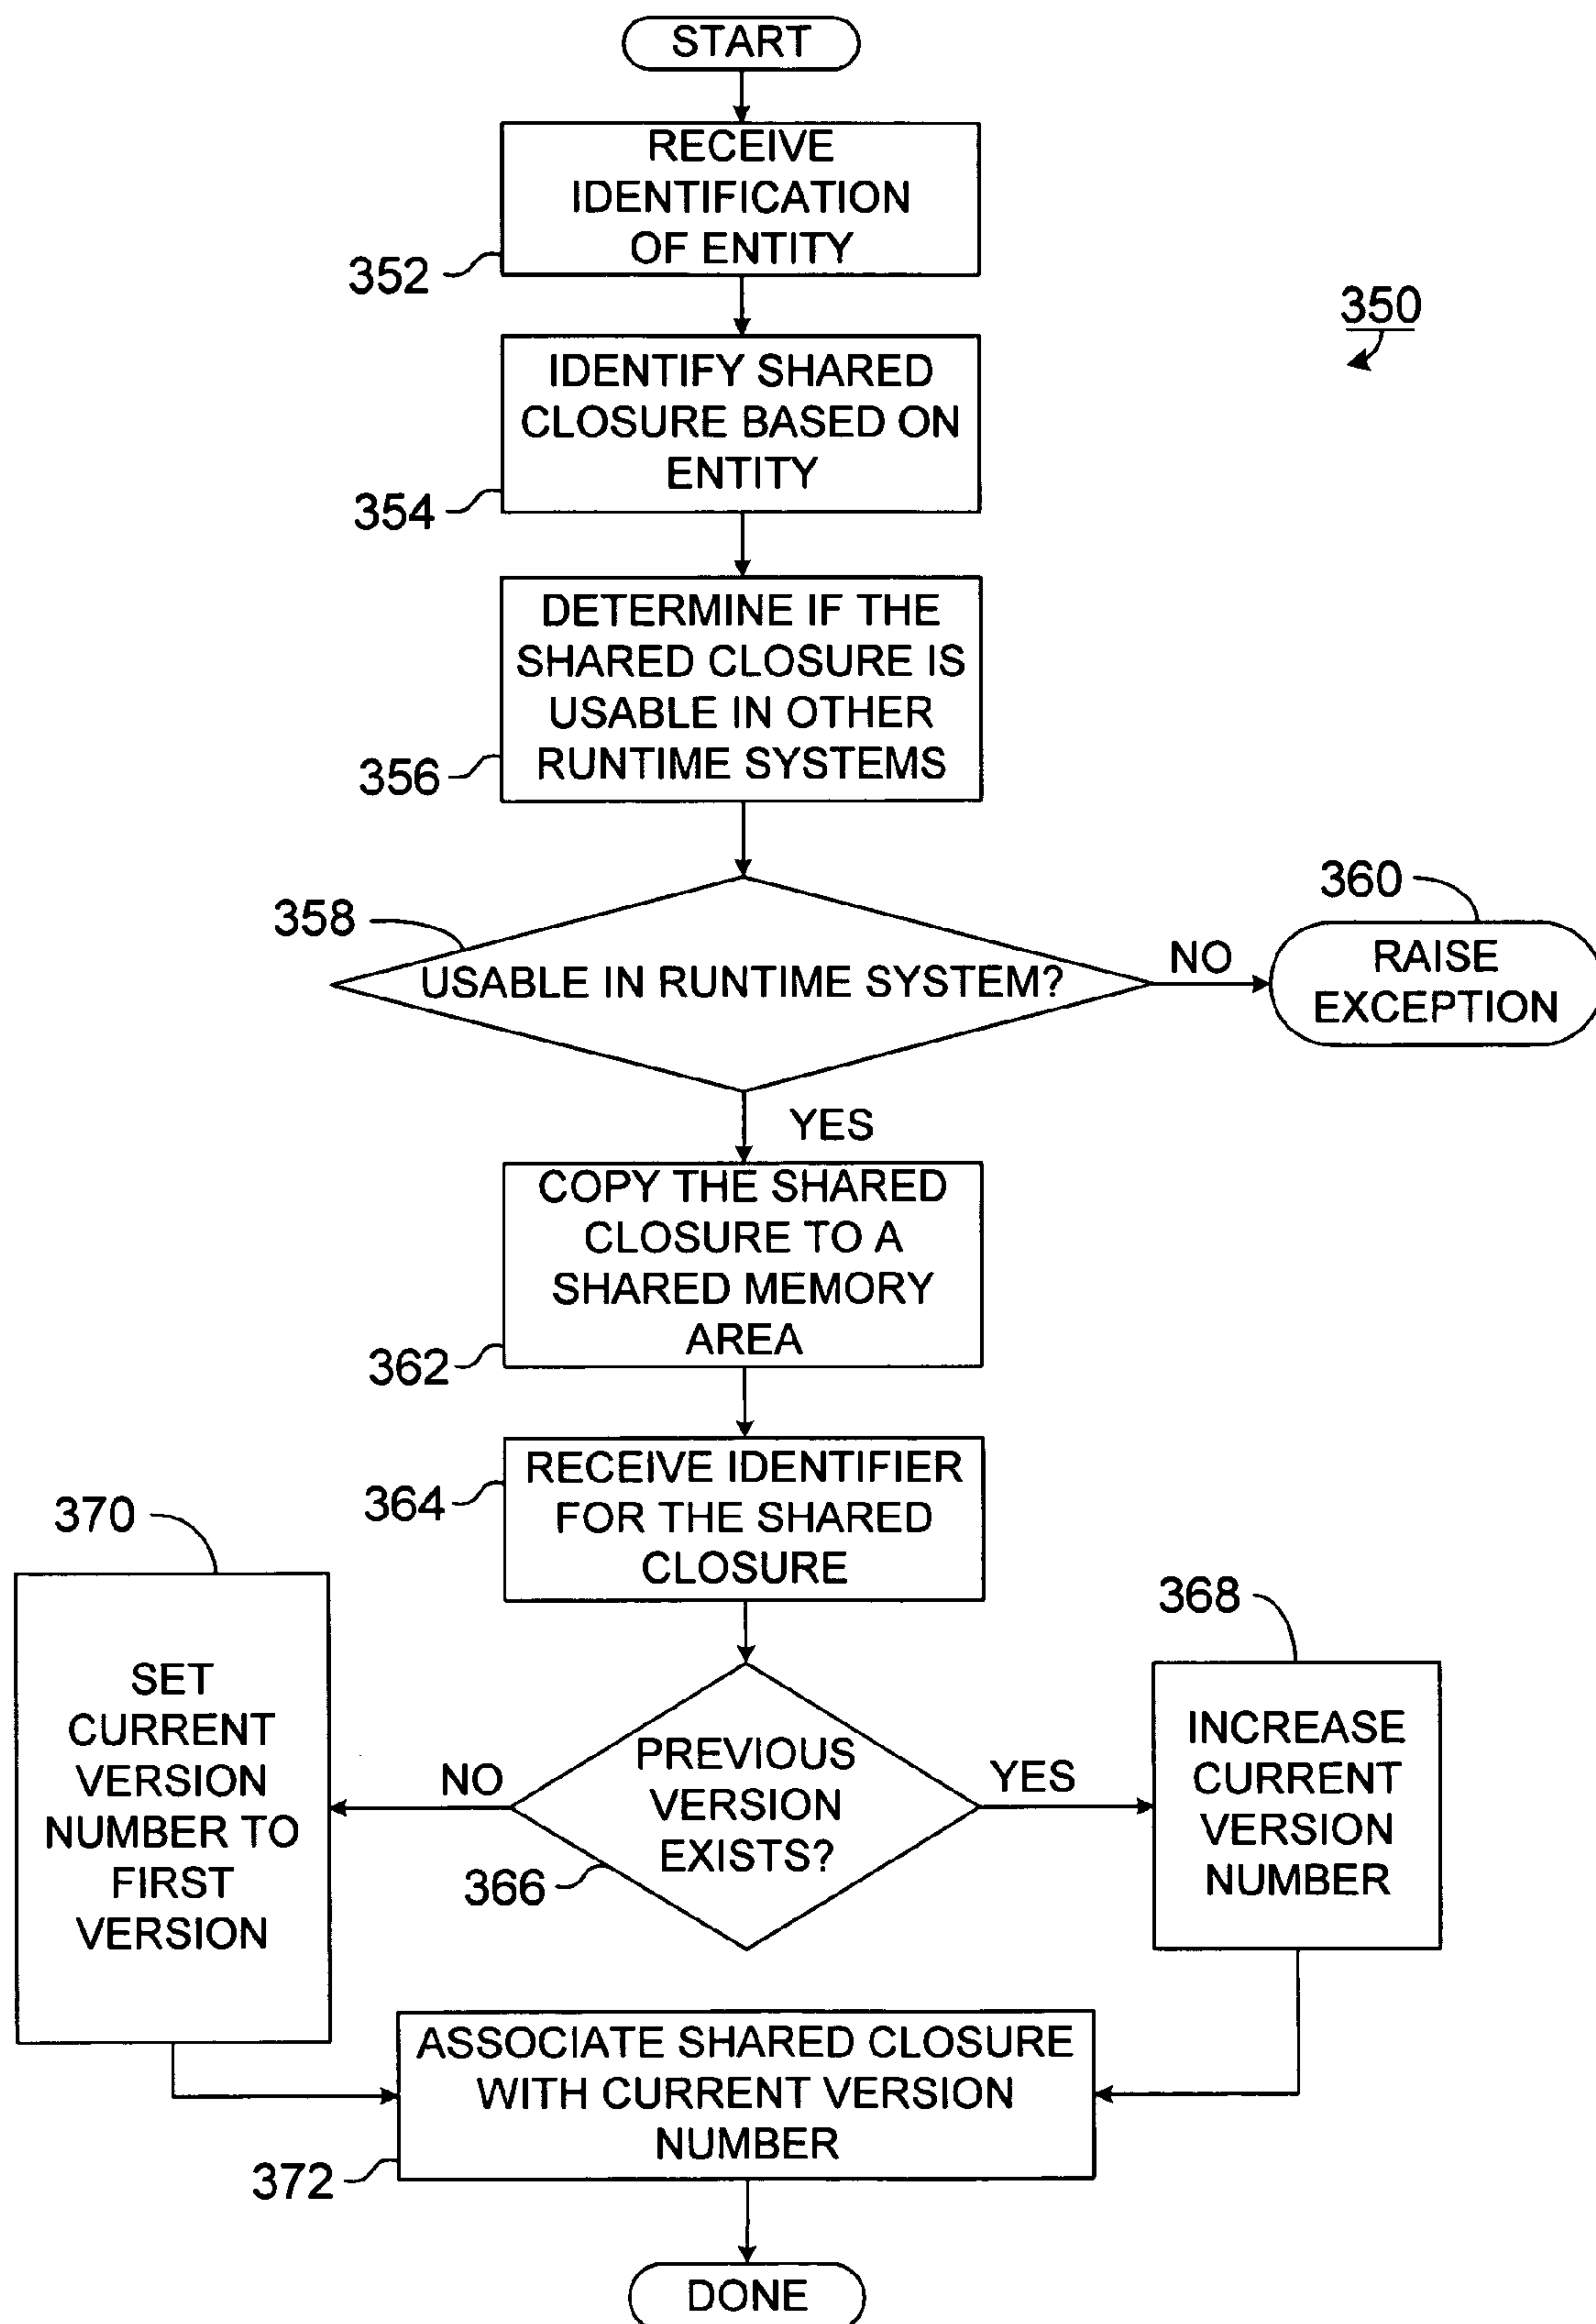 START
RECEIVE
IDENTIFICATION
OF ENTITY
352
350
IDENTIFY SHARED
CLOSURE BASED ON
ENTITY
354
DETERMINE IF THE
SHARED CLOSURE IS
USABLE IN OTHER
RUNTIME SYSTEMS
356
358
USABLE IN RUNTIME SYSTEM?
NO
360
RAISE
EXCEPTION
YES
COPY THE SHARED
CLOSURE TO A
SHARED MEMORY
AREA
362
RECEIVE IDENTIFIER
FOR THE SHARED
CLOSURE
364
370
SET
CURRENT
VERSION
NUMBER TO
FIRST
VERSION
NO
PREVIOUS
VERSION
EXISTS?
366
YES
368
INCREASE
CURRENT
VERSION
NUMBER
ASSOCIATE SHARED CLOSURE
WITH CURRENT VERSION
NUMBER
372
DONE